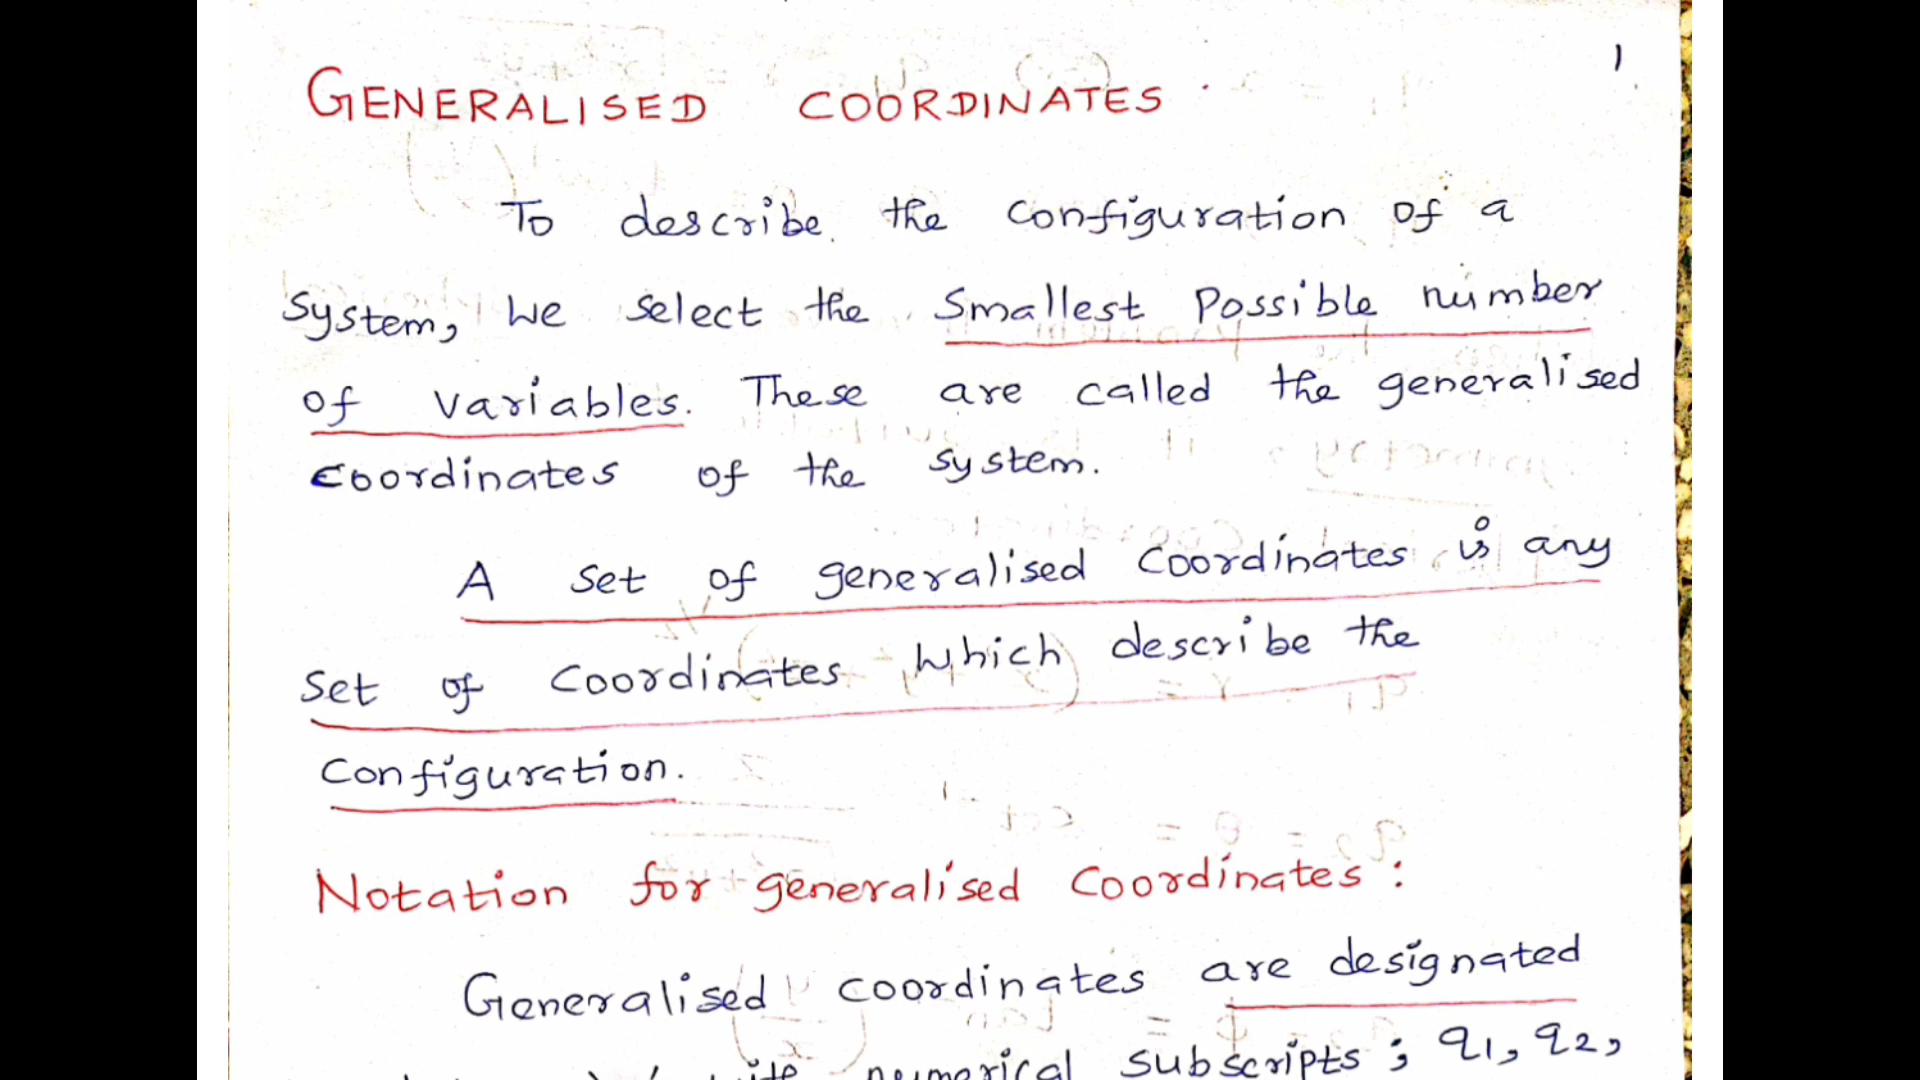 1
GENERALISED COORDINATES
To describe the configuration of a
system, we select the smallest possible number
of variables. These are called the generalised
coordinates of the system.
A set of generalised coordinates is any
set of coordinates which describe the
configuration.
Notation for generalised coordinates :
Generalised coordinates are designated
numerical subscripts ; q1, q2,